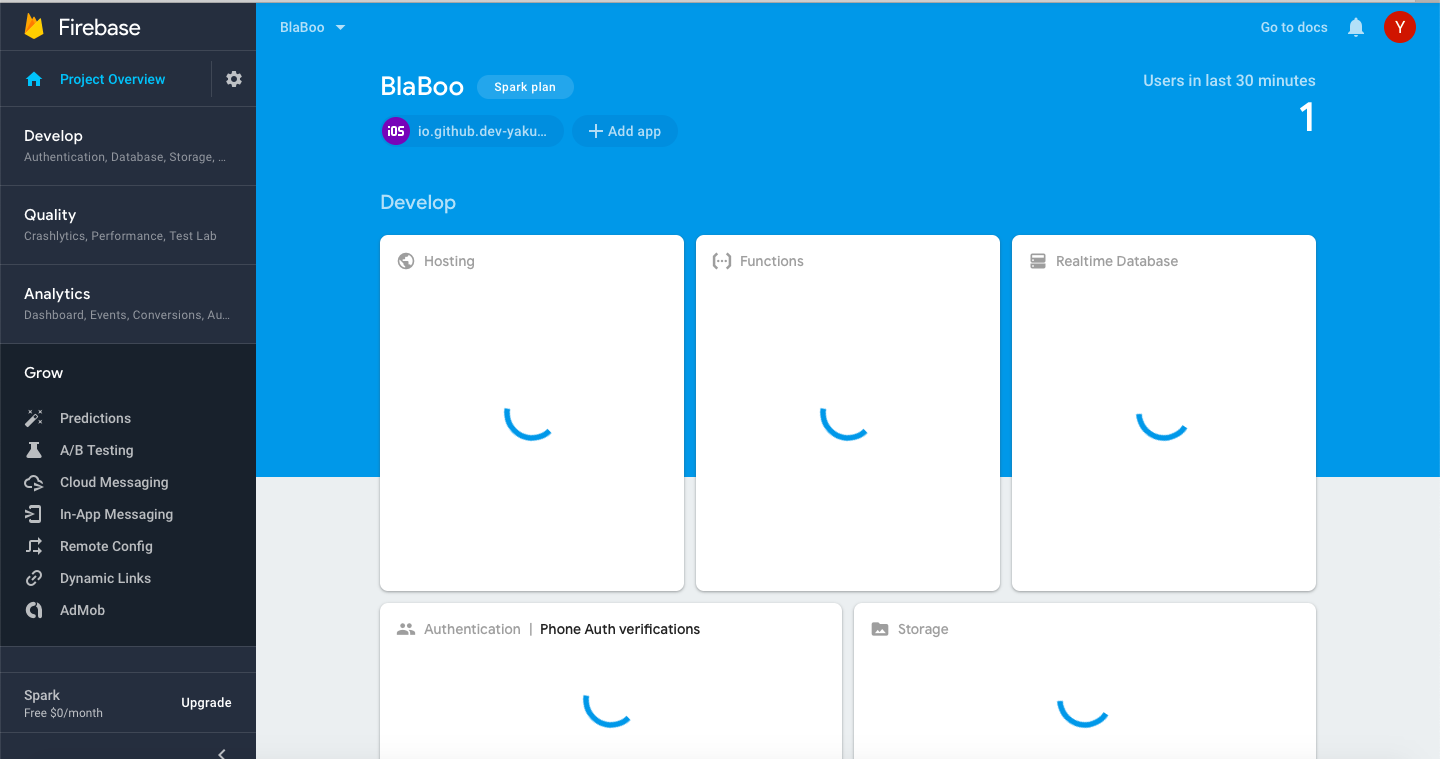 Firebase
Project Overview
Develop
Authentication, Database, Storage, ...
Quality
Crashlytics, Performance, Test Lab
Analytics
Dashboard, Events, Conversions, Au...
Grow
Predictions
A/B Testing
Cloud Messaging
In-App Messaging
Remote Config
Dynamic Links
AdMob
Spark
Free $0/month
Upgrade
BlaBoo
Go to docs
Y
BlaBoo
Spark plan
iOS
io.github.dev-yaku...
Add app
Users in last 30 minutes
1
Develop
Hosting
Functions
Realtime Database
Authentication | Phone Auth verifications
Storage